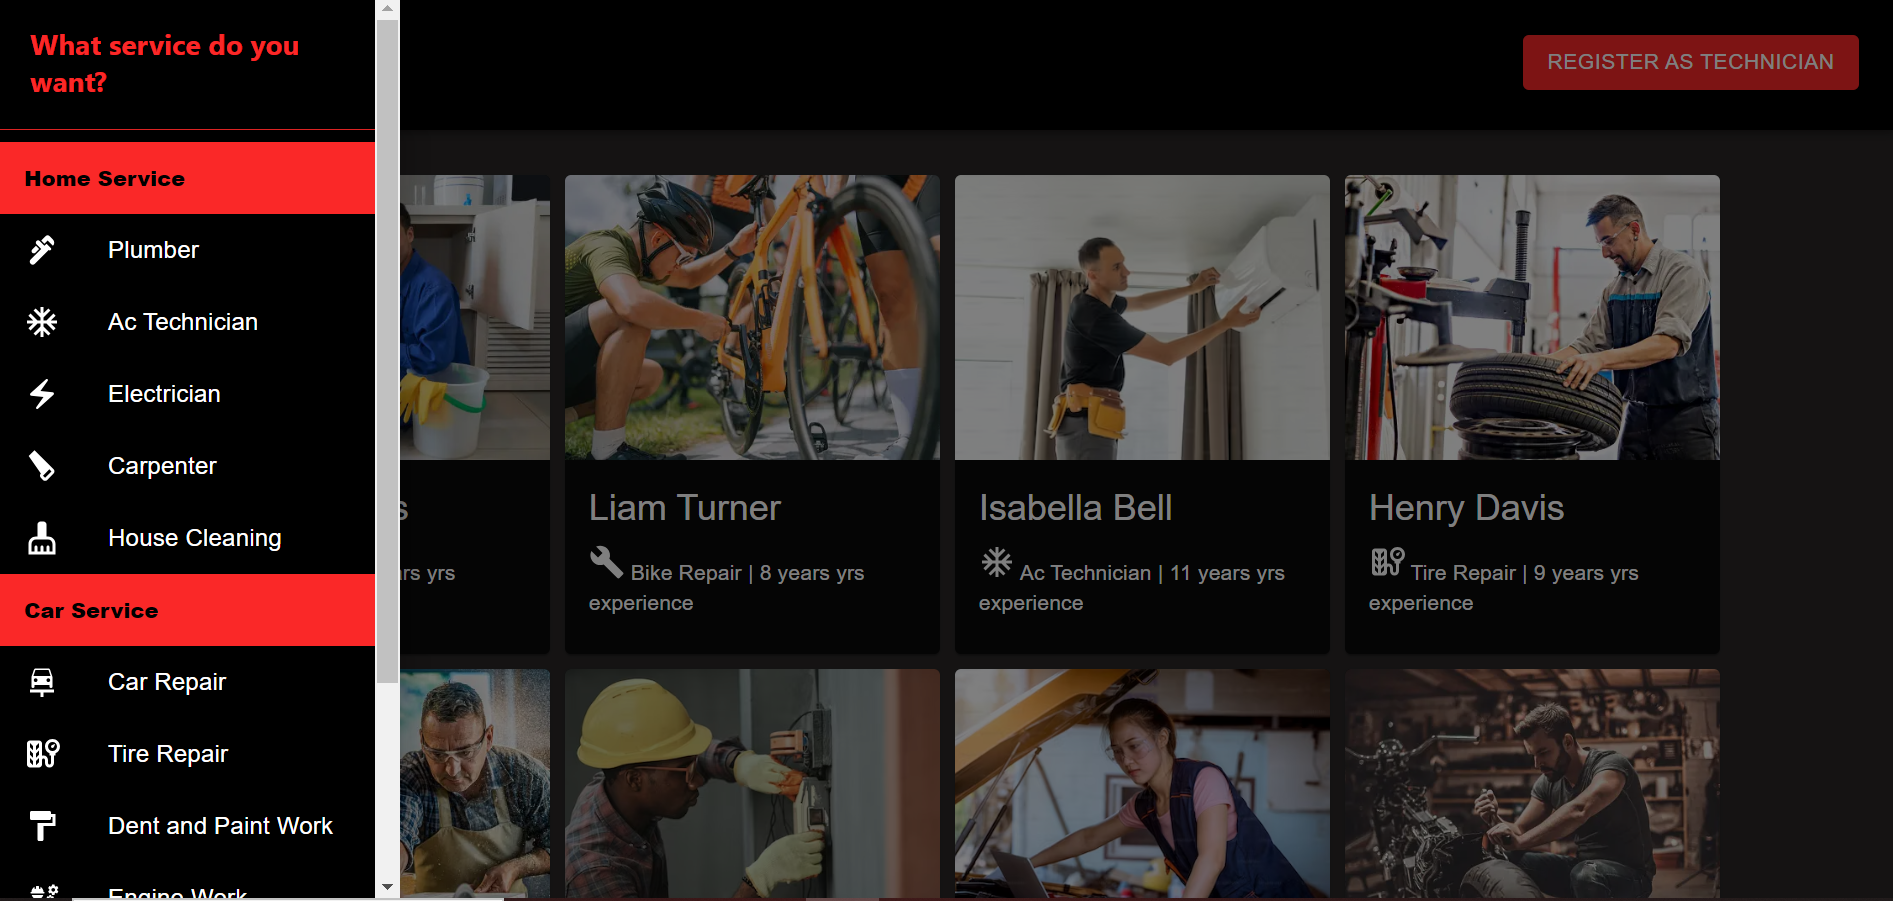 What service do you
want?
REGISTER AS TECHNICIAN
Home Service
Plumber
Ac Technician
Electrician
Carpenter
House Cleaning
Car Service
Car Repair
Tire Repair
Dent and Paint Work
Engine Work
s
rs yrs
Liam Turner
Bike Repair | 8 years yrs
experience
Isabella Bell
Ac Technician | 11 years yrs
experience
Henry Davis
Tire Repair | 9 years yrs
experience